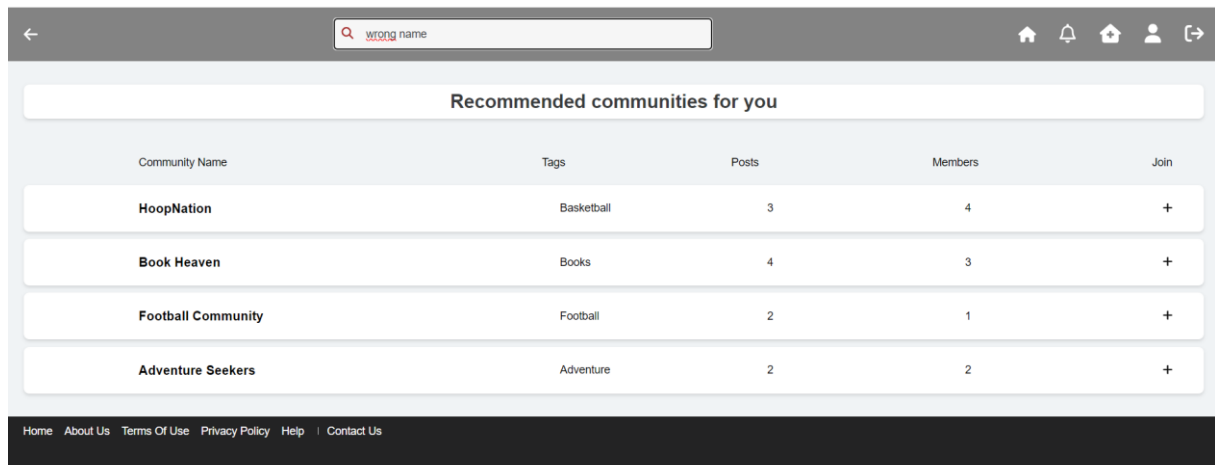 wrong name
Recommended communities for you
Community Name Tags Posts Members Join
HoopNation Basketball 3 4 +
Book Heaven Books 4 3 +
Football Community Football 2 1 +
Adventure Seekers Adventure 2 2 +
Home About Us Terms Of Use Privacy Policy Help | Contact Us